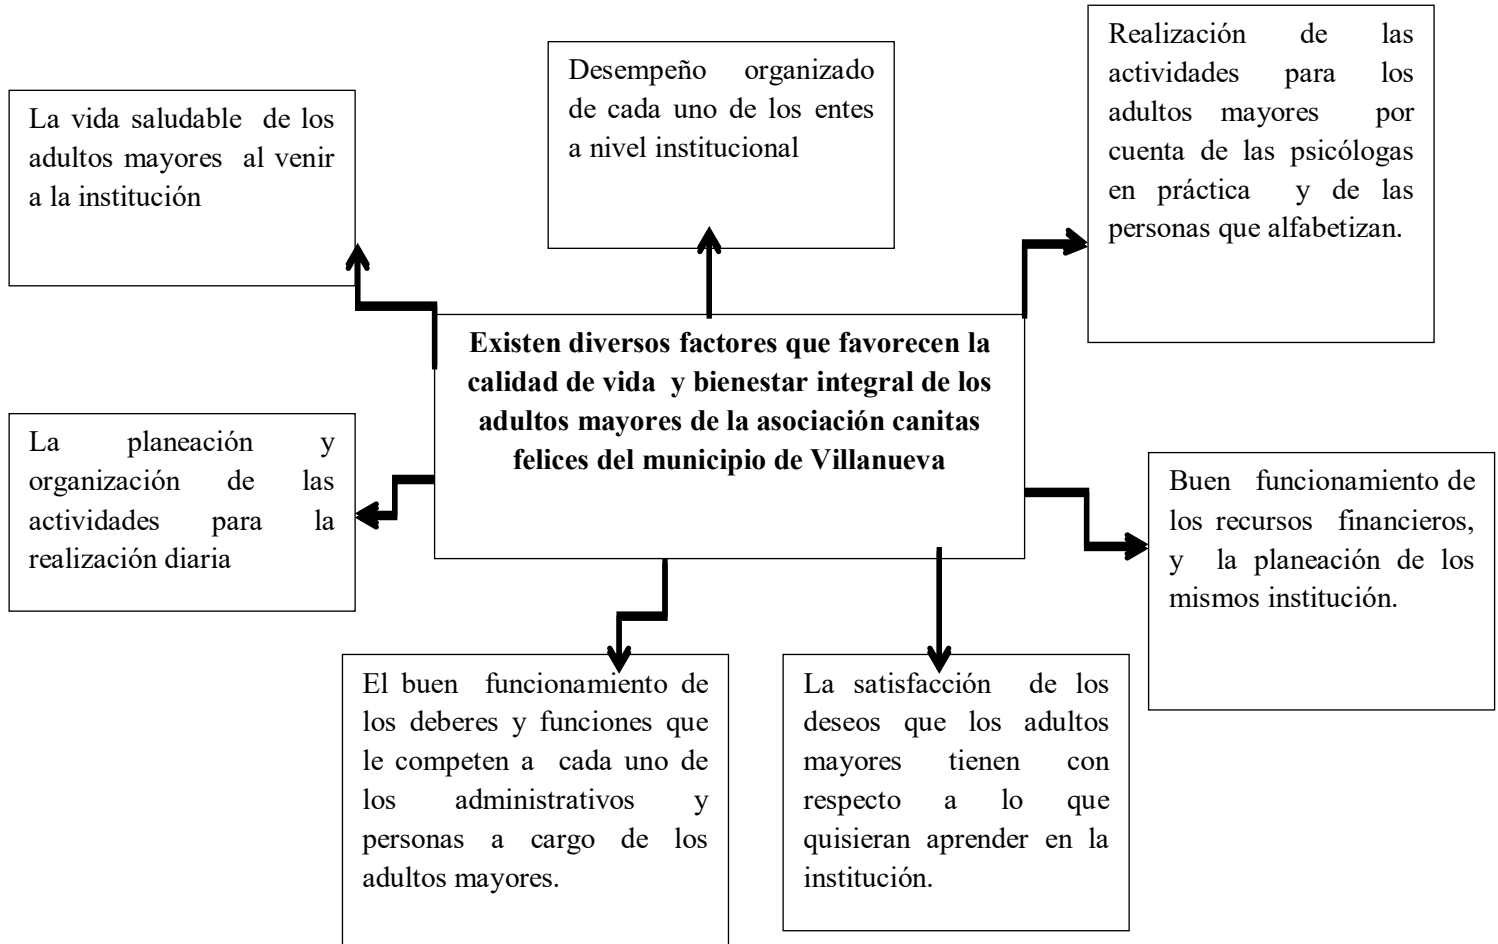 La vida saludable de los
adultos mayores al venir
a la institución
Desempeño organizado
de cada uno de los entes
a nivel institucional
Realización de las
actividades para los
adultos mayores por
cuenta de las psicólogas
en práctica y de las
personas que alfabetizan.
Existen diversos factores que favorecen la
calidad de vida y bienestar integral de los
adultos mayores de la asociación canitas
felices del municipio de Villanueva
La planeación y
organización de las
actividades para la
realización diaria
Buen funcionamiento de
los recursos financieros,
y la planeación de los
mismos institución.
El buen funcionamiento de
los deberes y funciones que
le competen a cada uno de
los administrativos y
personas a cargo de los
adultos mayores.
La satisfacción de los
deseos que los adultos
mayores tienen con
respecto a lo que
quisieran aprender en la
institución.